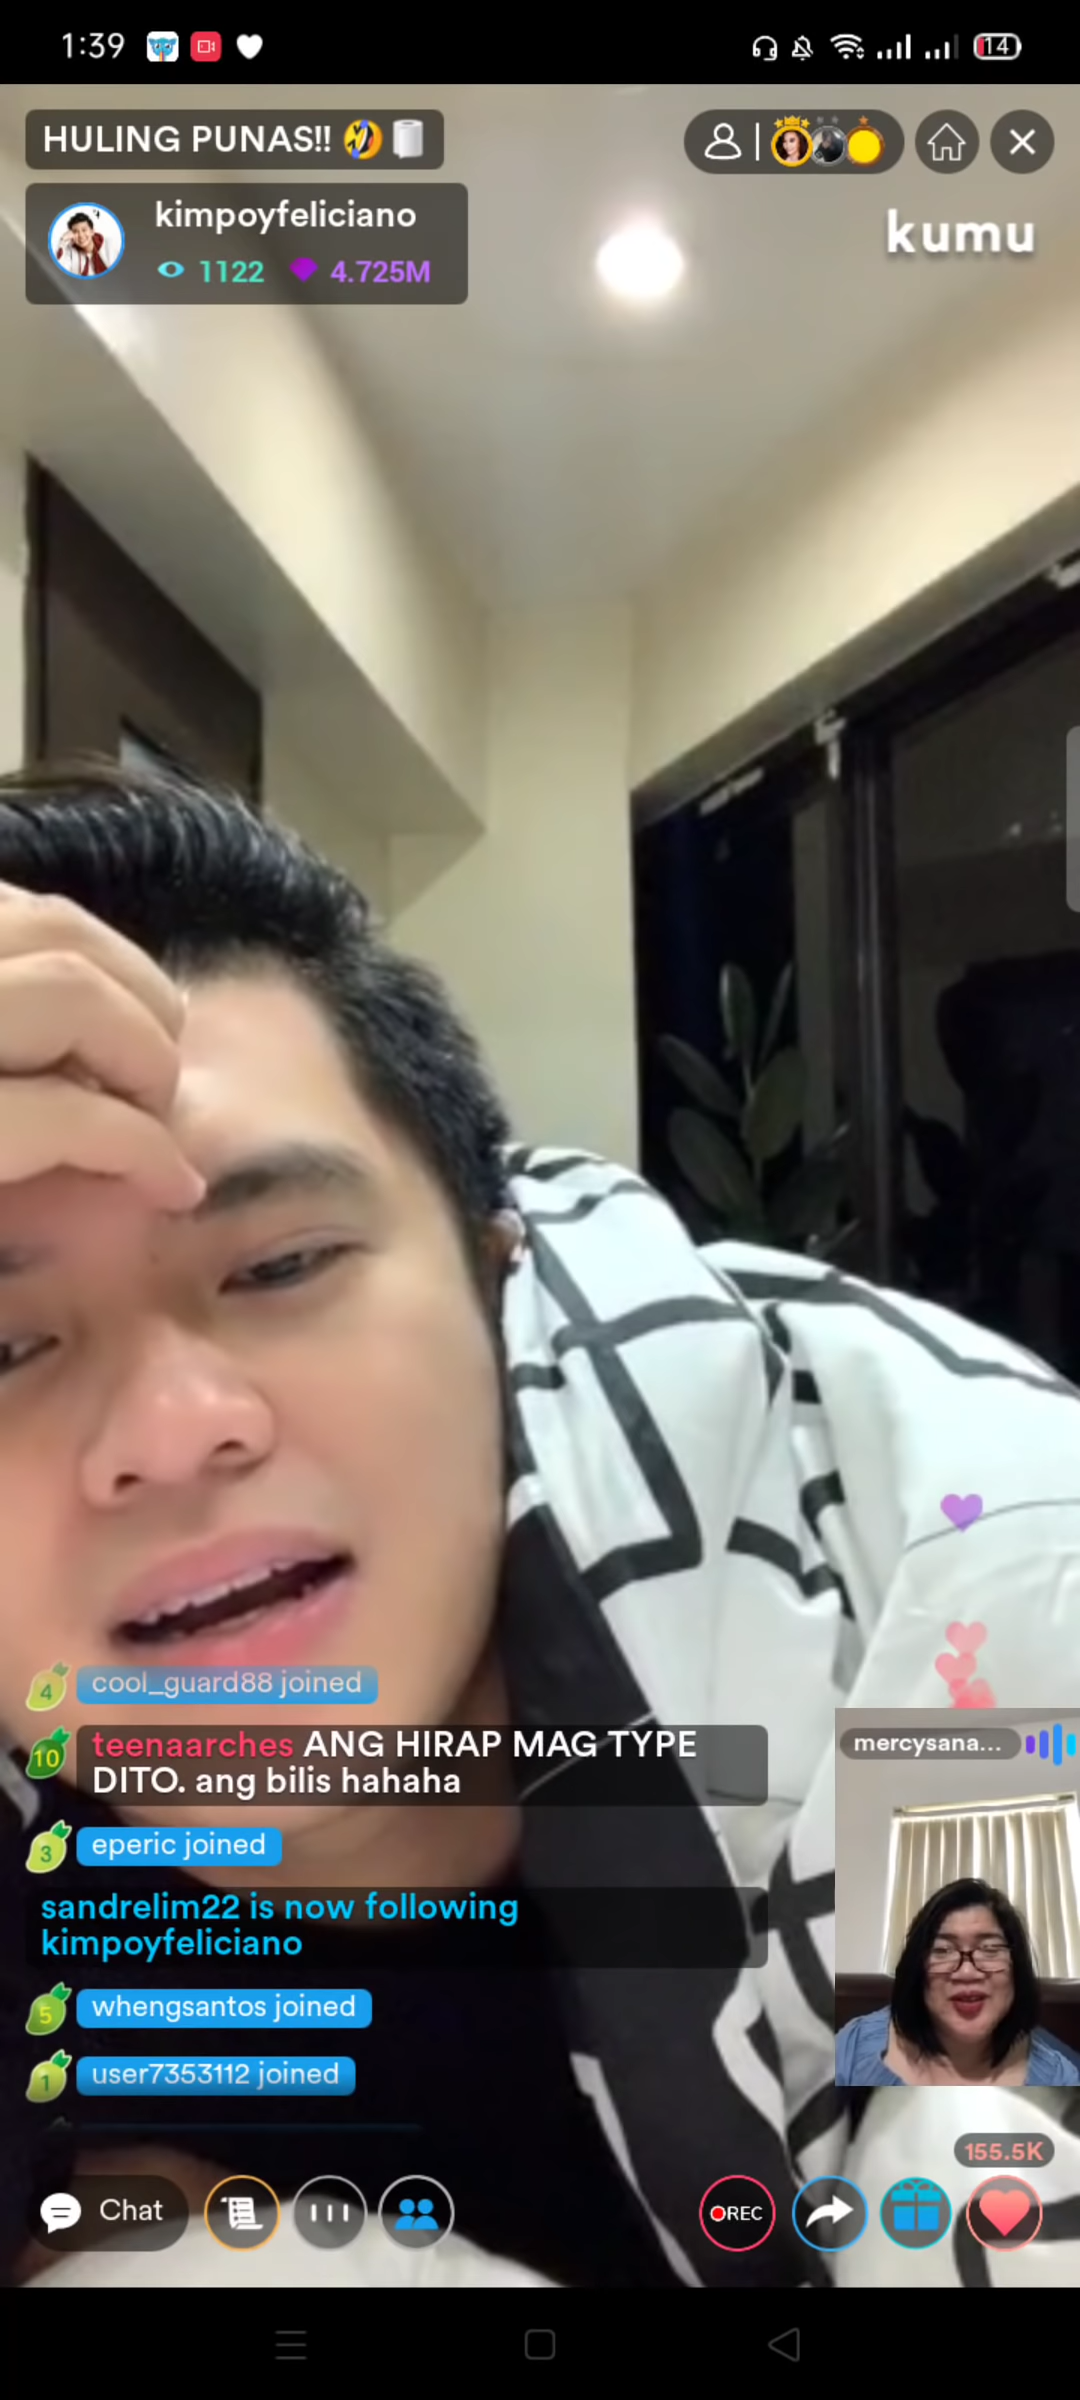 1:39
14
HULING PUNAS!! 🤣🧻
kimpoyfeliciano
1122 4.725M
kumu
4 cool_guard88 joined
10 teenaarches ANG HIRAP MAG TYPE
DITO. ang bilis hahaha
3 eperic joined
sandrelim22 is now following
kimpoyfeliciano
5 whengsantos joined
1 user7353112 joined
mercysana...
155.5K
Chat
REC